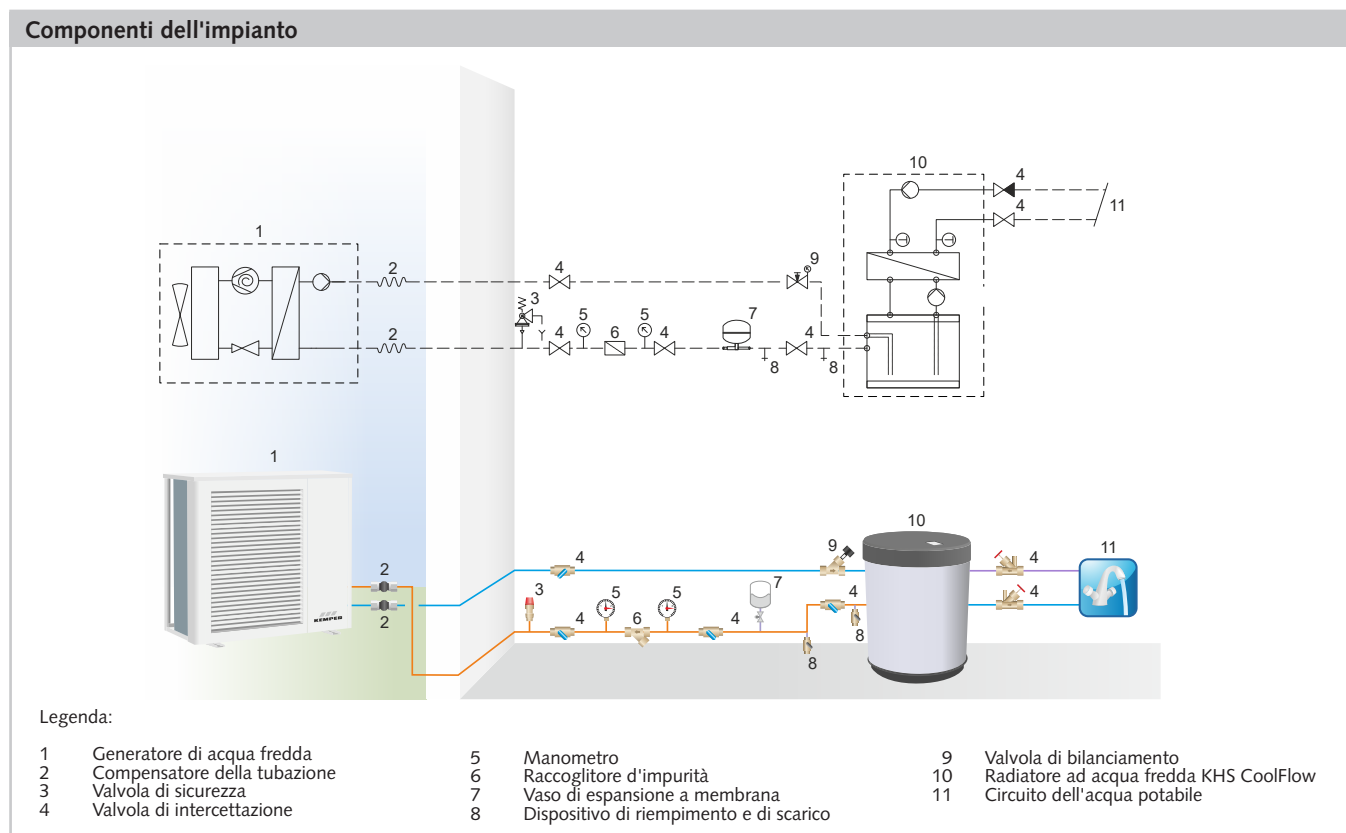 Componenti dell'impianto
1
2
4
9
10
4
4
11
2
3
4
5
6
5
4
7
8
4
8
1
2
2
3
4
4
5
6
5
4
7
8
9
4
8
10
4
4
11
KEMPER
Legenda:
1 Generatore di acqua fredda
2 Compensatore della tubazione
3 Valvola di sicurezza
4 Valvola di intercettazione
5 Manometro
6 Raccoglitore d'impurità
7 Vaso di espansione a membrana
8 Dispositivo di riempimento e di scarico
9 Valvola di bilanciamento
10 Radiatore ad acqua fredda KHS CoolFlow
11 Circuito dell'acqua potabile